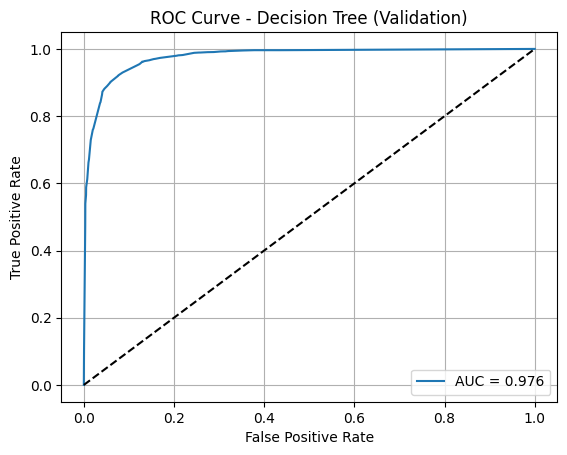 ROC Curve - Decision Tree (Validation)
True Positive Rate
1.0
0.8
0.6
0.4
0.2
0.0
AUC = 0.976
0.0 0.2 0.4 0.6 0.8 1.0
False Positive Rate